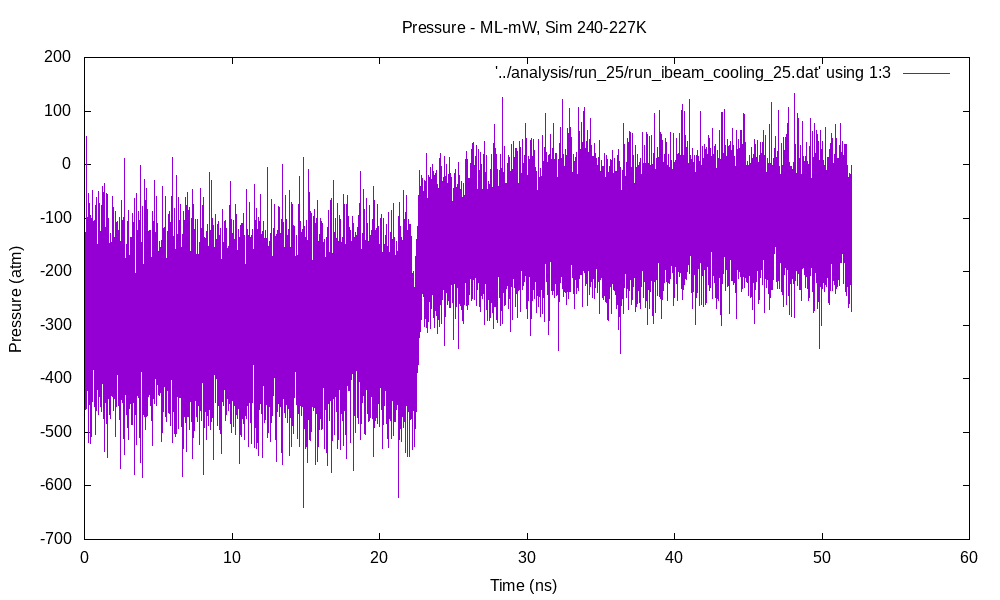 Pressure - ML-mW, Sim 240-227K
'../analysis/run_25/run_ibeam_cooling_25.dat' using 1:3
200
100
0
-100
-200
-300
-400
-500
-600
-700
Pressure (atm)
0 10 20 30 40 50 60
Time (ns)